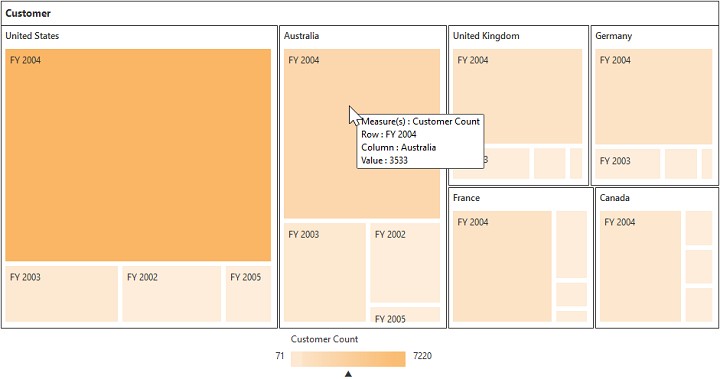 Customer
United States
FY 2004
FY 2003
FY 2002
FY 2005
Australia
FY 2004
Measure(s) : Customer Count
Row : FY 2004
Column : Australia
Value : 3533
FY 2003
FY 2002
FY 2005
United Kingdom
FY 2004
3
Germany
FY 2004
FY 2003
France
FY 2004
Canada
FY 2004
Customer Count
71
7220